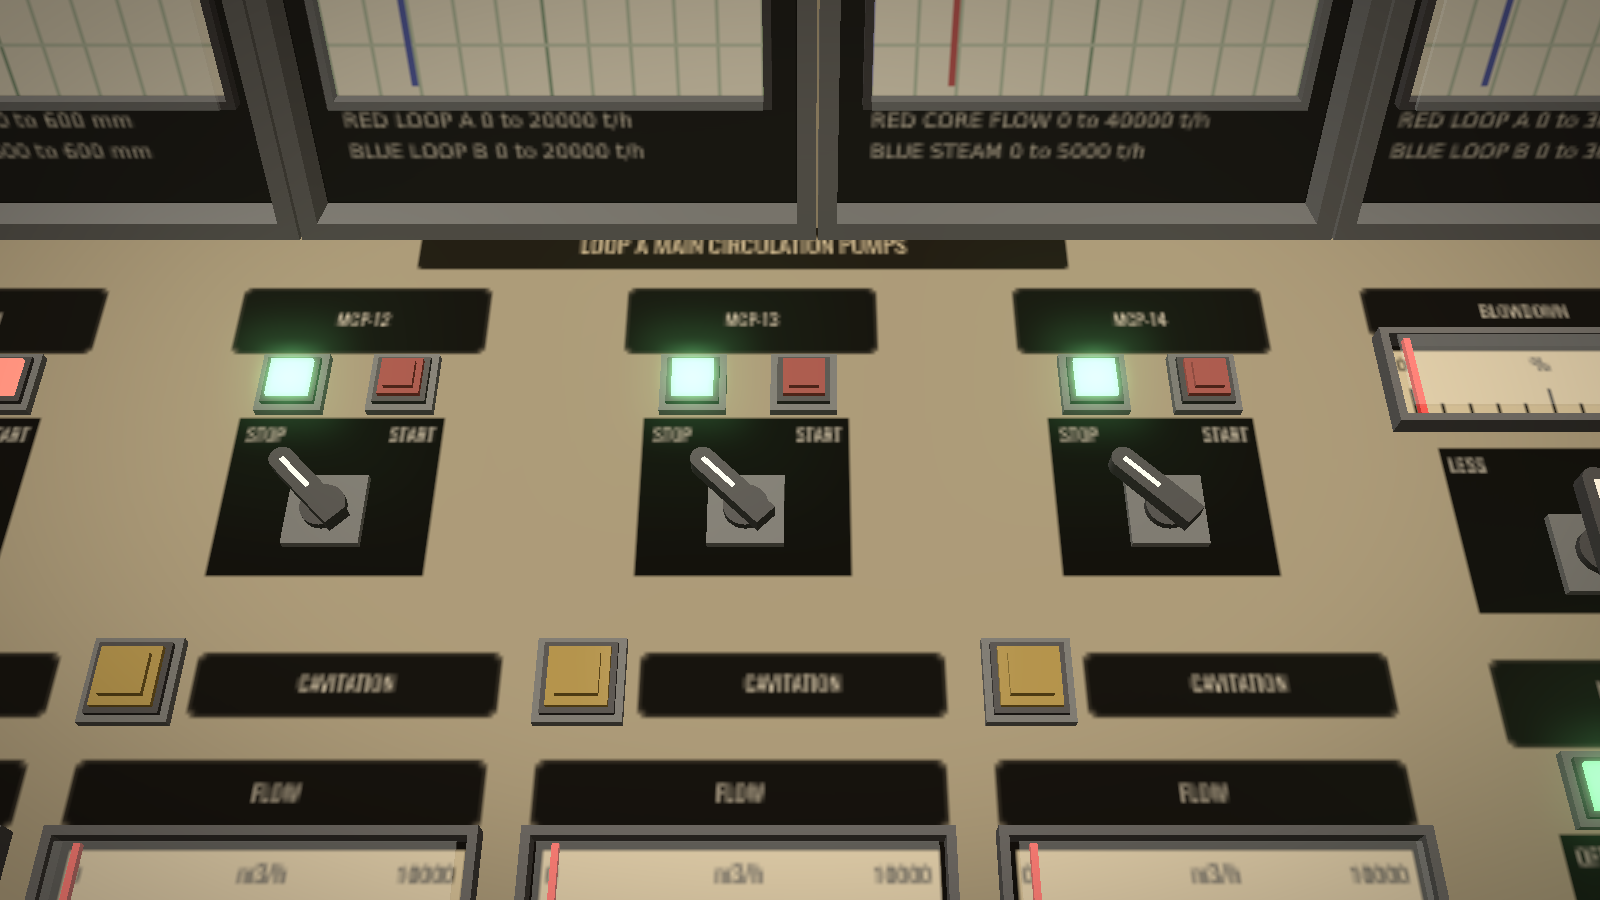 to 600 mm
to 600 mm
RED LOOP A 0 to 20000 t/h
BLUE LOOP B 0 to 20000 t/h
RED CORE FLOW 0 to 40000 t/h
BLUE STEAM 0 to 5000 t/h
RED LOOP A 0 to
BLUE LOOP B 0 to
LOOP A MAIN CIRCULATION PUMPS
MCP-12
MCP-13
MCP-14
BLOWDOWN
0 %
STOP START
STOP START
STOP START
LESS
CAVITATION
CAVITATION
CAVITATION
FLOW
FLOW
FLOW
m3/h 10000
m3/h 10000
0 m3/h 10000